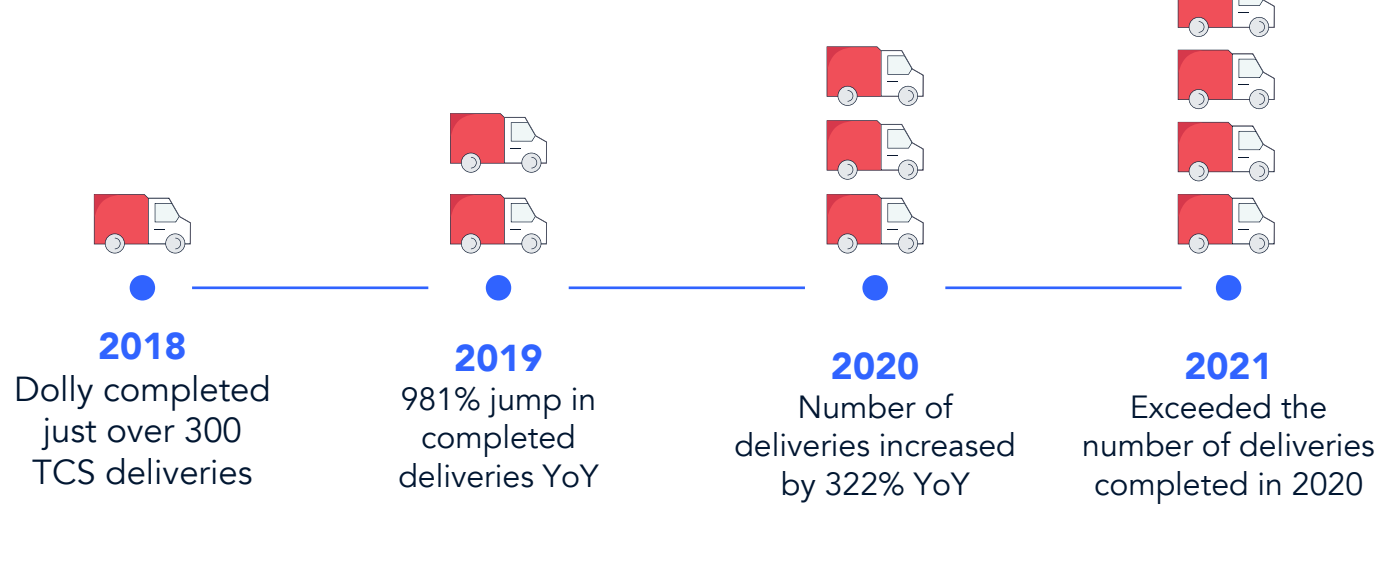 2018
Dolly completed
just over 300
TCS deliveries
2019
981% jump in
completed
deliveries YoY
2020
Number of
deliveries increased
by 322% YoY
2021
Exceeded the
number of deliveries
completed in 2020